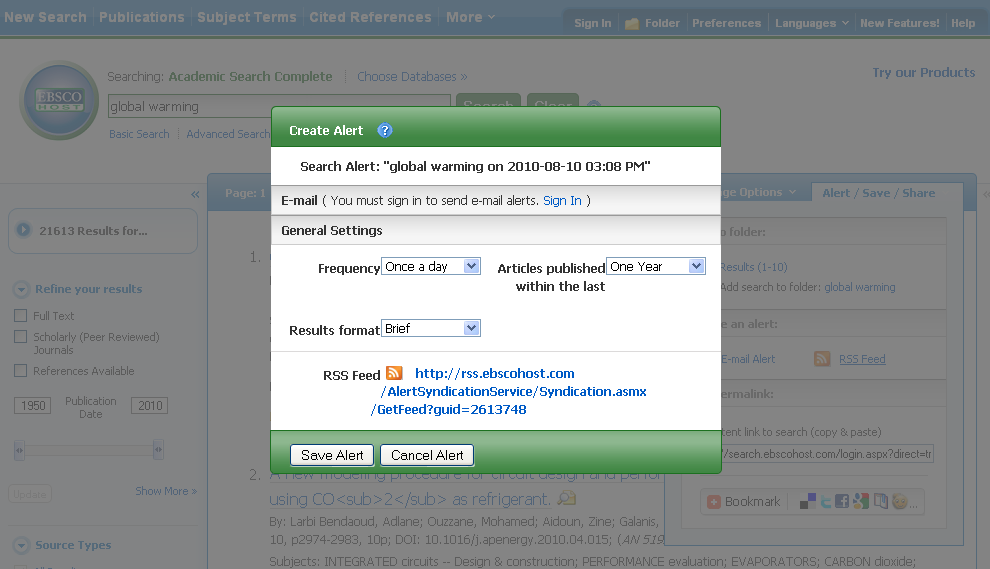 New Search Publications Subject Terms Cited References More
Sign In Folder Preferences Languages New Features! Help
Searching: Academic Search Complete Choose Databases »
Try our Products
EBSCO
HOST
global warming
Search Clear
Basic Search Advanced Search
Create Alert ?
Search Alert: "global warming on 2010-08-10 03:08 PM"
E-mail ( You must sign in to send e-mail alerts. Sign In )
General Settings
Frequency Once a day
Articles published within the last One Year
Results format Brief
RSS Feed http://rss.ebscohost.com
/AlertSyndicationService/Syndication.asmx
/GetFeed?guid=2613748
Save Alert Cancel Alert
«
21613 Results for...
Refine your results
Full Text
Scholarly (Peer Reviewed)
Journals
References Available
1950 Publication Date 2010
Update
Show More »
Source Types
Page: 1
ge Options Alert / Save / Share
o folder:
Results (1-10)
Add search to folder: global warming
e an alert:
E-mail Alert RSS Feed
ermalink:
tent link to search (copy & paste)
//search.ebscohost.com/login.aspx?direct=tr
Bookmark
1.
2. A new modeling procedure for circuit design and perfor
using CO<sub>2</sub> as refrigerant.
By: Larbi Bendaoud, Adlane; Ouzzane, Mohamed; Aidoun, Zine; Galanis,
10, p2974-2983, 10p; DOI: 10.1016/j.apenergy.2010.04.015; (AN 519
Subjects: INTEGRATED circuits -- Design & construction; PERFORMANCE evaluation; EVAPORATORS; CARBON dioxide;